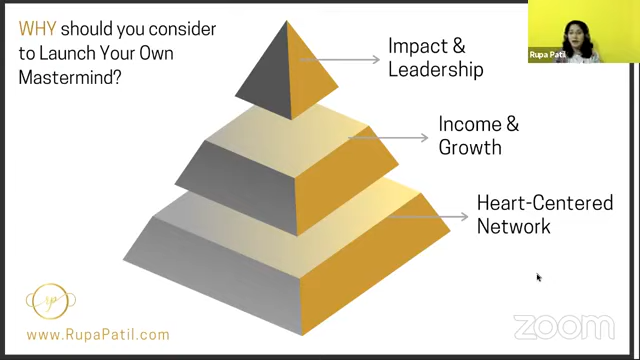 WHY should you consider
to Launch Your Own
Mastermind?
Impact &
Leadership
Income &
Growth
Heart-Centered
Network
Rupa Patil
rp
www.RupaPatil.com
zoom